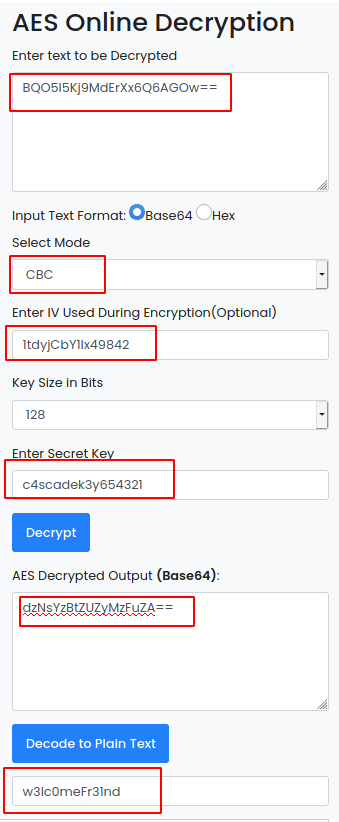 AES Online Decryption
Enter text to be Decrypted
BQO5l5Kj9MdErXx6Q6AGOw==
Input Text Format: Base64 Hex
Select Mode
CBC
Enter IV Used During Encryption(Optional)
1tdyjCbY1Ix49842
Key Size in Bits
128
Enter Secret Key
c4scadek3y654321
Decrypt
AES Decrypted Output (Base64):
dzNsYzBtZUZyMzFuZA==
Decode to Plain Text
w3lc0meFr31nd